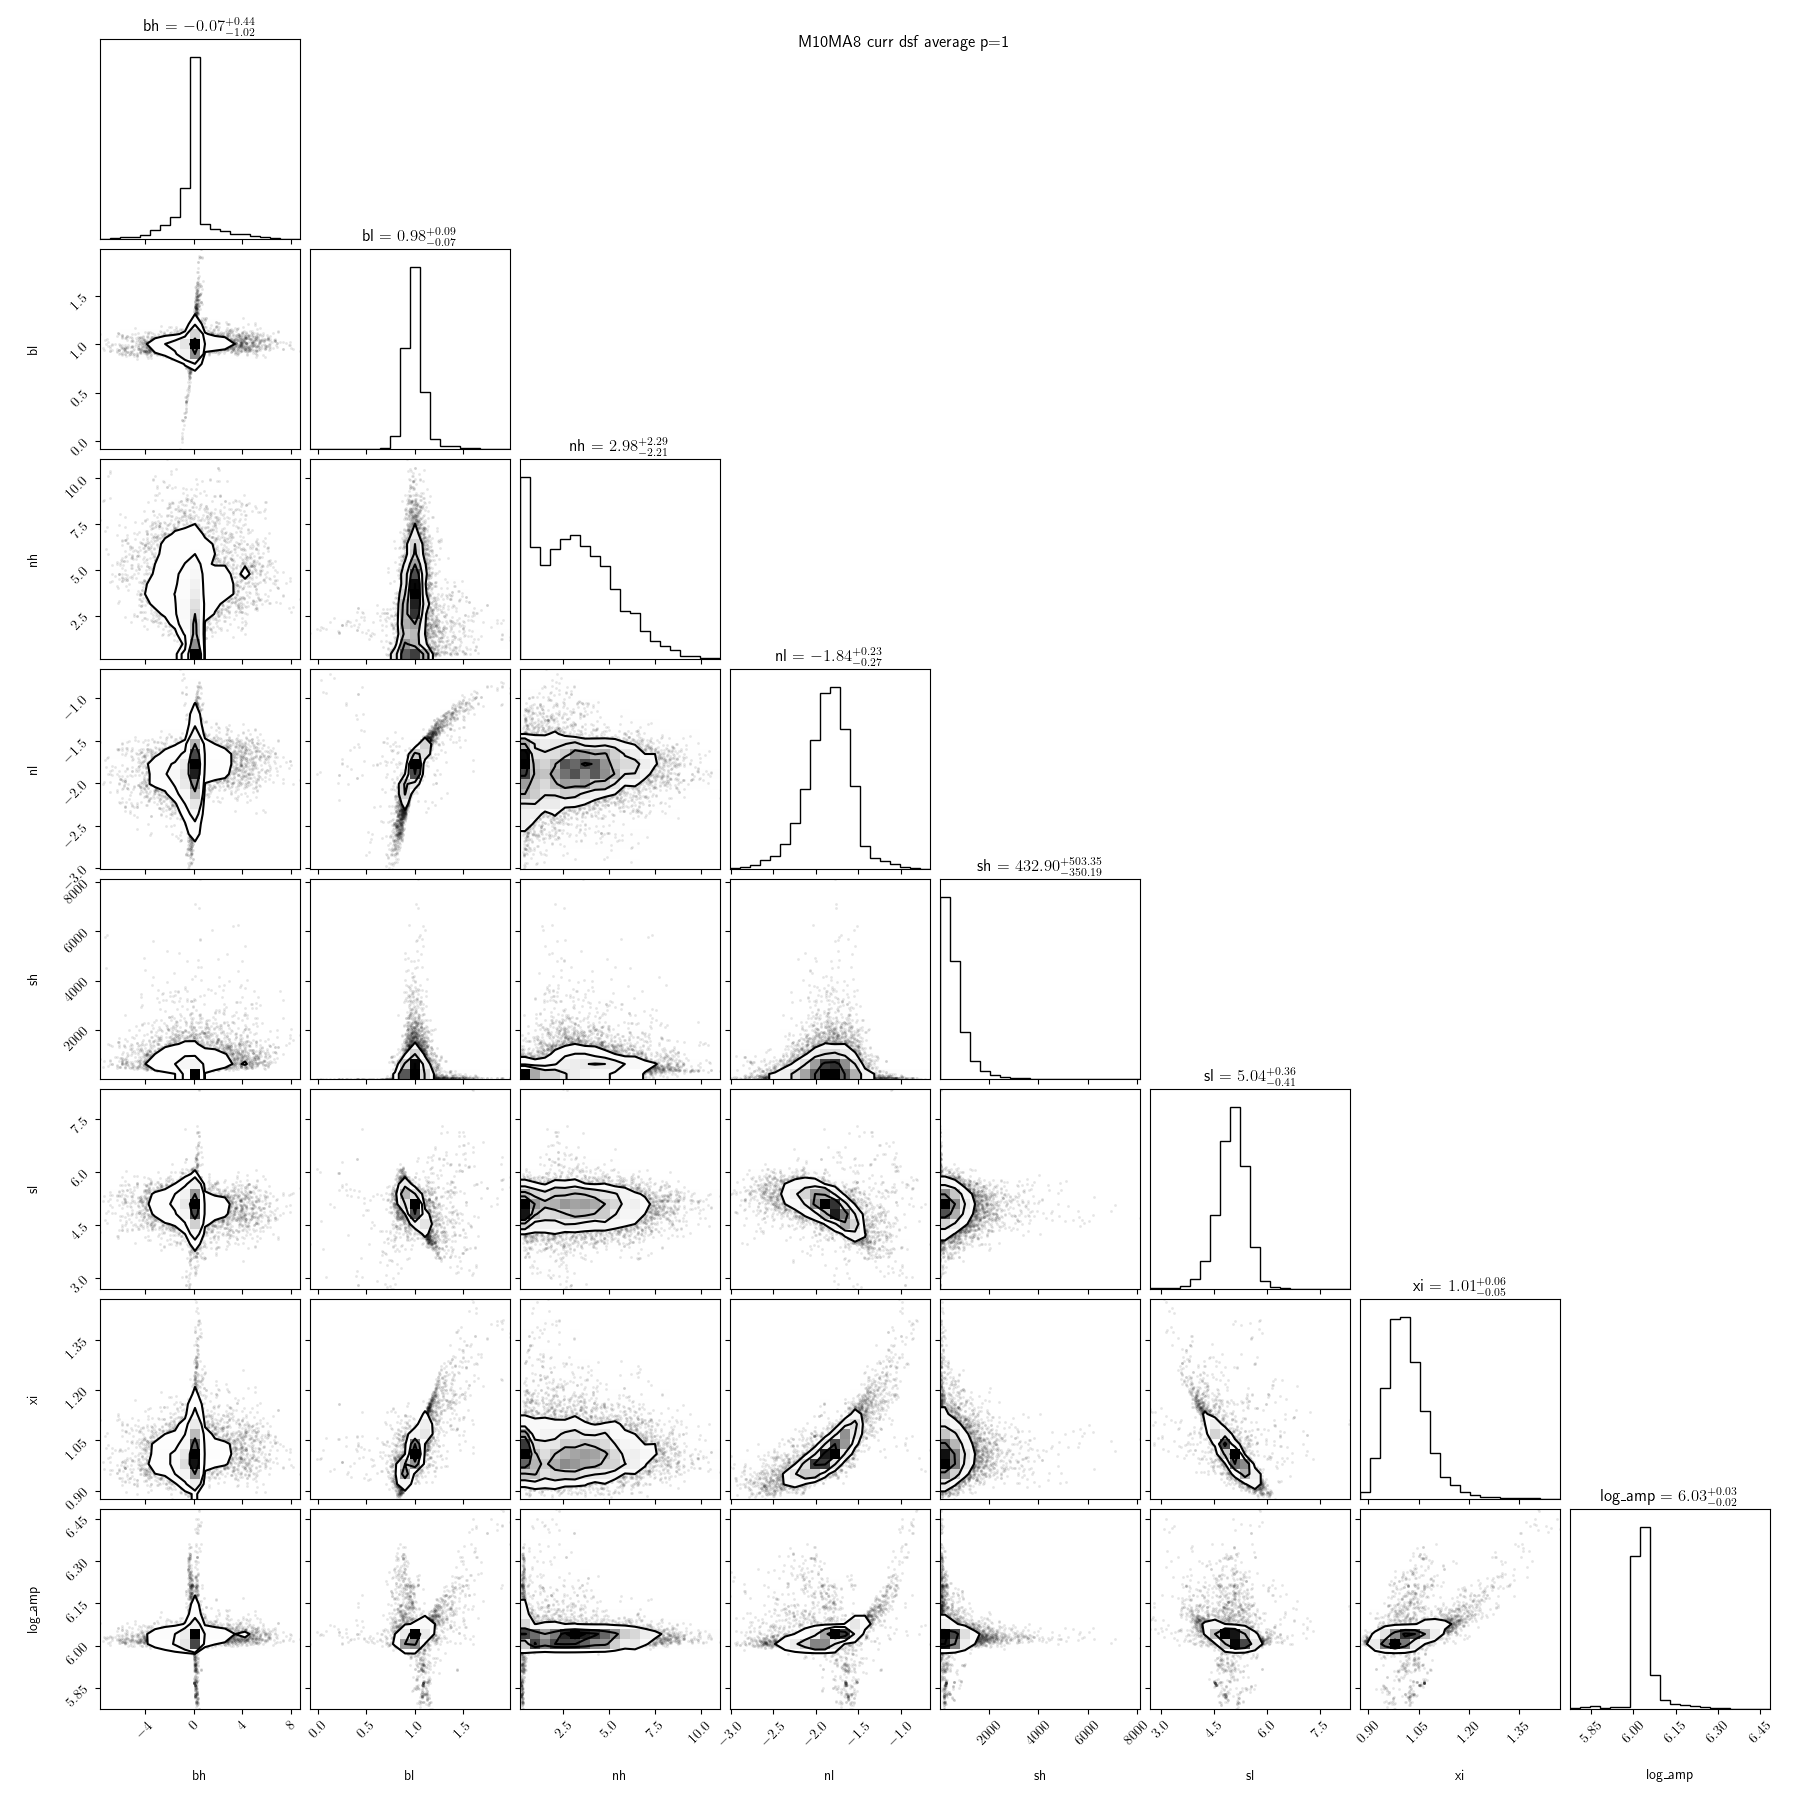 bh = −0.07 +0.44 −1.02
M10MA8 curr dsf average p=1
bl = 0.98 +0.09 −0.07
bl
1.5
1.0
0.5
0.0
nh = 2.98 +2.29 −2.21
nh
10.0
7.5
5.0
2.5
nl = −1.84 +0.23 −0.27
nl
−1.0
−1.5
−2.0
−2.5
−3.0
sh = 432.90 +503.35 −350.19
sh
8000
6000
4000
2000
sl = 5.04 +0.36 −0.41
sl
7.5
6.0
4.5
3.0
xi = 1.01 +0.06 −0.05
xi
1.35
1.20
1.05
0.90
log_amp = 6.03 +0.03 −0.02
log_amp
6.45
6.30
6.15
6.00
5.85
−4 0 4 8 0.0 0.5 1.0 1.5 2.5 5.0 7.5 10.0 −3.0 −2.5 −2.0 −1.5 −1.0 2000 4000 6000 8000 3.0 4.5 6.0 7.5 0.90 1.05 1.20 1.35 5.85 6.00 6.15 6.30 6.45
bh bl nh nl sh sl xi log_amp